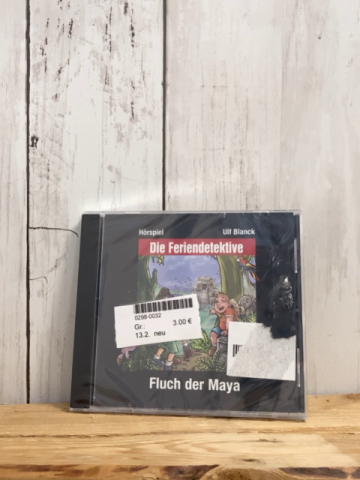 Hörspiel Ulf Blanck
Die Feriendetektive
0298-0032
Gr.: 3.00 €
13.2. neu
Fluch der Maya